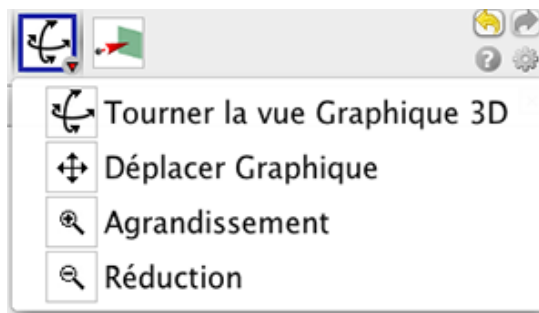 Tourner la vue Graphique 3D
Déplacer Graphique
Agrandissement
Réduction